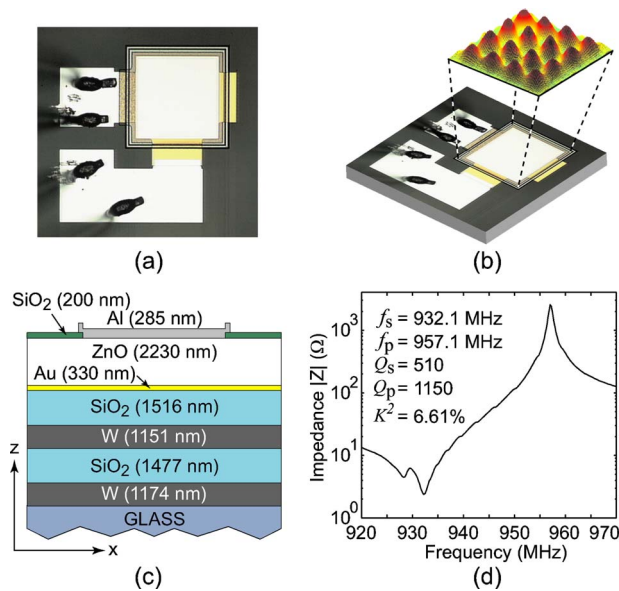 (a)
(b)
SiO2 (200 nm)
Al (285 nm)
ZnO (2230 nm)
Au (330 nm)
SiO2 (1516 nm)
W (1151 nm)
SiO2 (1477 nm)
W (1174 nm)
GLASS
z
x
(c)
Impedance |Z| (Ω)
10³
10²
10¹
10⁰
fs = 932.1 MHz
fp = 957.1 MHz
Qs = 510
Qp = 1150
K² = 6.61%
920 930 940 950 960 970
Frequency (MHz)
(d)